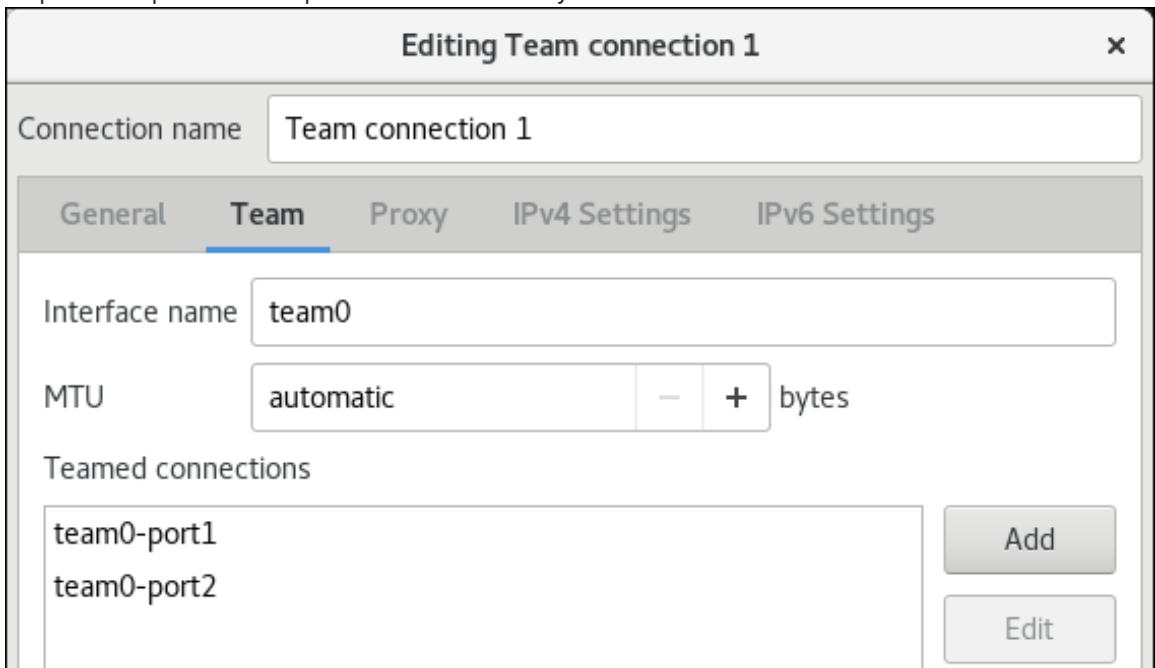 Editing Team connection 1 ×
Connection name Team connection 1
General Team Proxy IPv4 Settings IPv6 Settings
Interface name team0
MTU automatic − + bytes
Teamed connections
team0-port1
Add
team0-port2
Edit